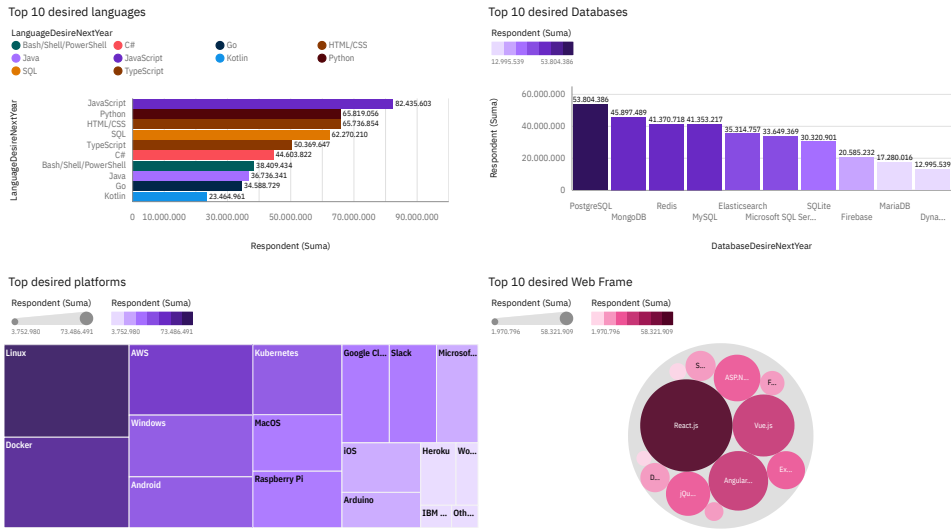 Top 10 desired languages
LanguageDesireNextYear
Bash/Shell/PowerShell C# Go HTML/CSS
Java JavaScript Kotlin Python
SQL TypeScript
LanguageDesireNextYear
JavaScript 82.435.603
Python 65.819.056
HTML/CSS 65.736.854
SQL 62.270.210
TypeScript 50.369.647
C# 44.603.822
Bash/Shell/PowerShell 38.409.434
Java 36.736.341
Go 34.588.729
Kotlin 23.464.961
0 10.000.000 30.000.000 50.000.000 70.000.000 90.000.000
Respondent (Suma)
Top 10 desired Databases
Respondent (Suma)
12.995.539 53.804.386
Respondent (Suma)
60.000.000
40.000.000
20.000.000
0
53.804.386 45.897.489 41.370.718 41.353.217 35.314.757 33.649.369 30.320.901 20.585.232 17.280.016 12.995.539
PostgreSQL Redis Elasticsearch SQLite MariaDB
MongoDB MySQL Microsoft SQL Ser... Firebase Dyna...
DatabaseDesireNextYear
Top desired platforms
Respondent (Suma) Respondent (Suma)
3.752.980 73.486.491 3.752.980 73.486.491
Linux AWS Kubernetes Google Cl... Slack Microsof...
Windows MacOS
Docker iOS Heroku Wo...
Android Raspberry Pi
Arduino IBM ... Oth...
Top 10 desired Web Frame
Respondent (Suma) Respondent (Suma)
1.970.796 58.321.909 1.970.796 58.321.909
S...
ASP.N...
F...
React.js Vue.js
D... Angular... Ex...
jQu...